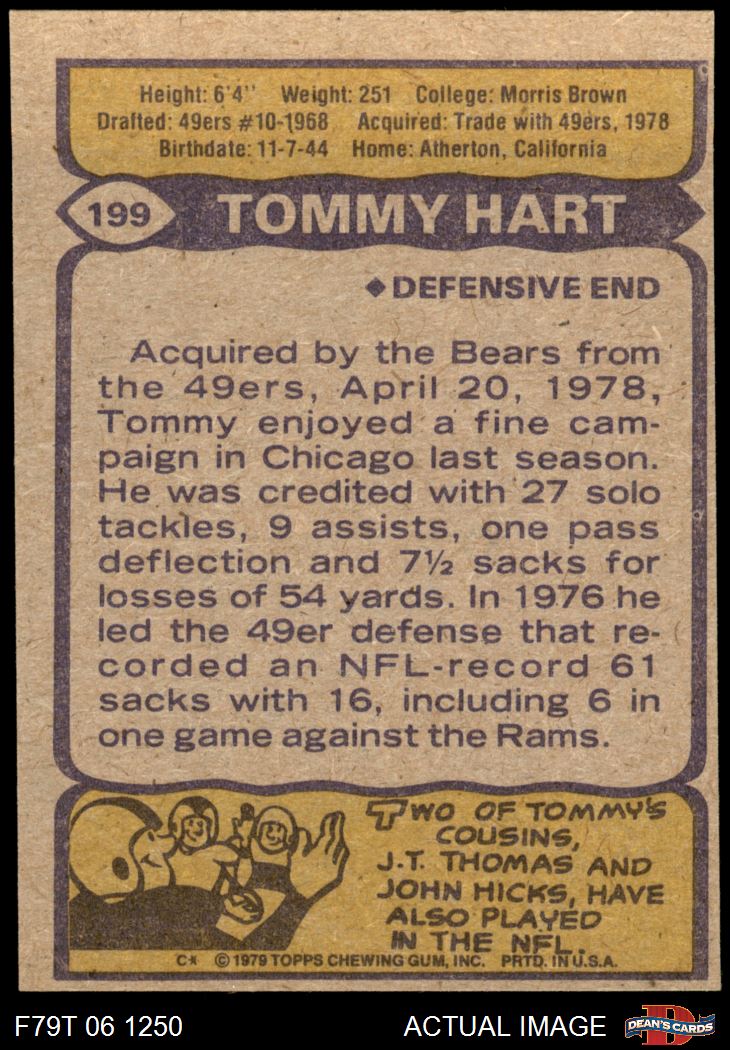 Height: 6'4'' Weight: 251 College: Morris Brown
Drafted: 49ers #10-1968 Acquired: Trade with 49ers, 1978
Birthdate: 11-7-44 Home: Atherton, California
199 TOMMY HART
♦ DEFENSIVE END
Acquired by the Bears from
the 49ers, April 20, 1978,
Tommy enjoyed a fine cam-
paign in Chicago last season.
He was credited with 27 solo
tackles, 9 assists, one pass
deflection and 7½ sacks for
losses of 54 yards. In 1976 he
led the 49er defense that re-
corded an NFL-record 61
sacks with 16, including 6 in
one game against the Rams.
TWO OF TOMMY'S
COUSINS,
J.T. THOMAS AND
JOHN HICKS, HAVE
ALSO PLAYED
IN THE NFL.
C* © 1979 TOPPS CHEWING GUM, INC. PRTD. IN U.S.A.
F79T 06 1250 ACTUAL IMAGE D DEAN'S CARDS